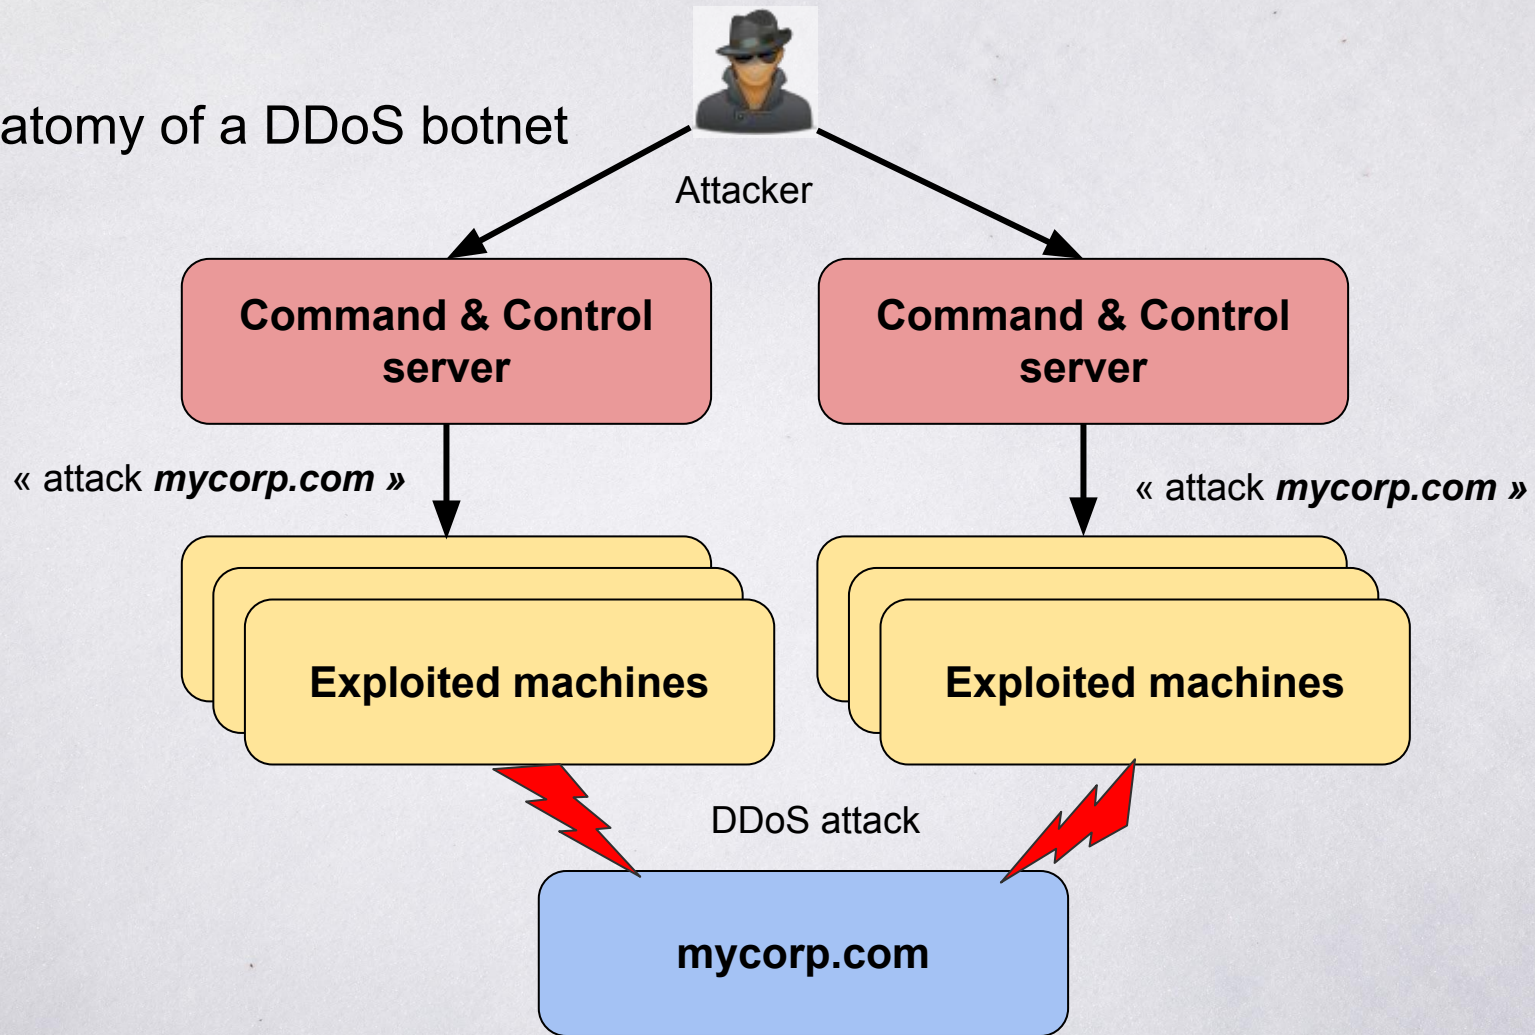 atomy of a DDoS botnet
Attacker
Command & Control
server
Command & Control
server
« attack mycorp.com »
« attack mycorp.com »
Exploited machines
Exploited machines
DDoS attack
mycorp.com